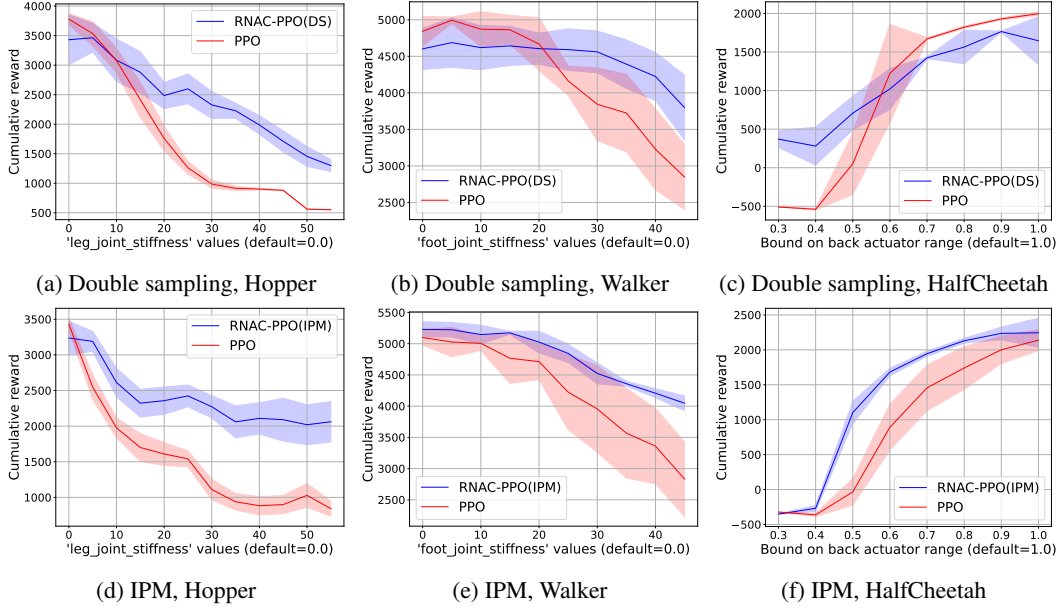 4000
3500
3000
2500
2000
1500
1000
500
0 10 20 30 40 50
Cumulative reward
'leg_joint_stiffness' values (default=0.0)
RNAC-PPO(DS)
PPO
(a) Double sampling, Hopper
5000
4500
4000
3500
3000
2500
0 10 20 30 40
Cumulative reward
'foot_joint_stiffness' values (default=0.0)
RNAC-PPO(DS)
PPO
(b) Double sampling, Walker
2000
1500
1000
500
0
−500
0.3 0.4 0.5 0.6 0.7 0.8 0.9 1.0
Cumulative reward
Bound on back actuator range (default=1.0)
RNAC-PPO(DS)
PPO
(c) Double sampling, HalfCheetah
3500
3000
2500
2000
1500
1000
0 10 20 30 40 50
Cumulative reward
'leg_joint_stiffness' values (default=0.0)
RNAC-PPO(IPM)
PPO
(d) IPM, Hopper
5500
5000
4500
4000
3500
3000
2500
0 10 20 30 40
Cumulative reward
'foot_joint_stiffness' values (default=0.0)
RNAC-PPO(IPM)
PPO
(e) IPM, Walker
2500
2000
1500
1000
500
0
−500
0.3 0.4 0.5 0.6 0.7 0.8 0.9 1.0
Cumulative reward
Bound on back actuator range (default=1.0)
RNAC-PPO(IPM)
PPO
(f) IPM, HalfCheetah